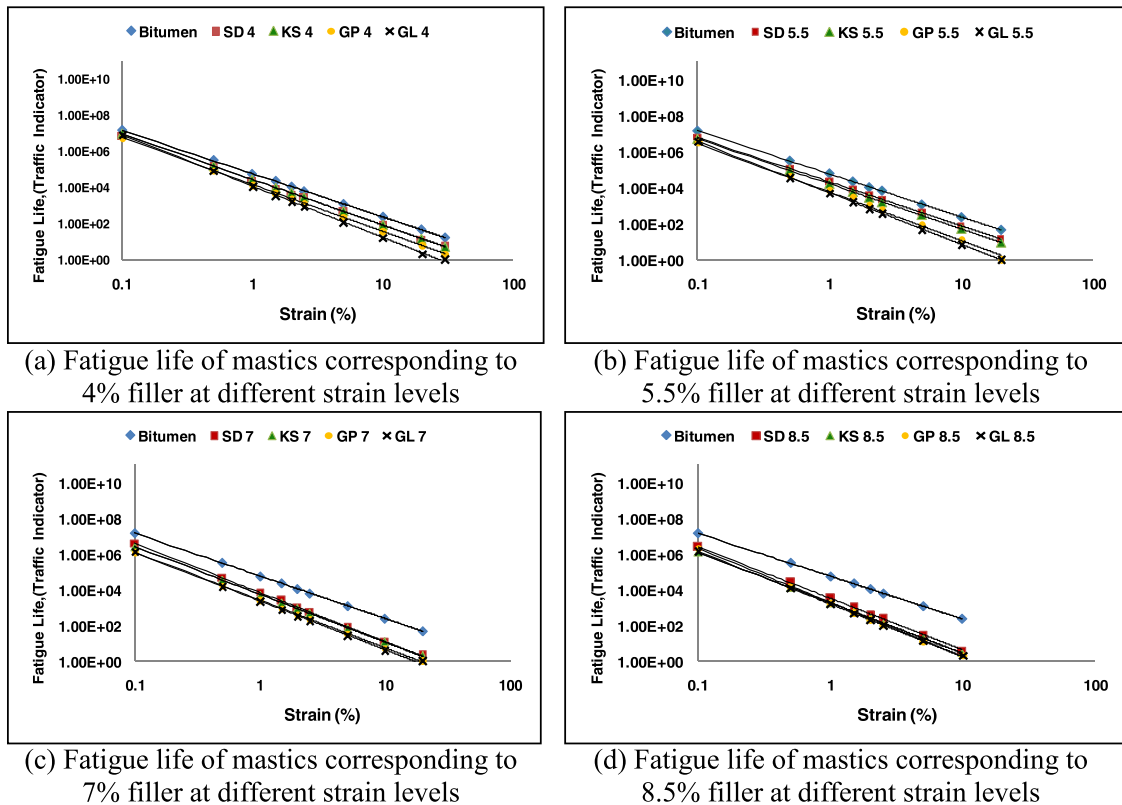 (a)
Bitumen SD 4 KS 4 GP 4 GL 4
Fatigue Life,(Traffic Indicator)
1.00E+10
1.00E+08
1.00E+06
1.00E+04
1.00E+02
1.00E+00
0.1 1 10 100
Strain (%)
(a) Fatigue life of mastics corresponding to
4% filler at different strain levels
(b)
Bitumen SD 5.5 KS 5.5 GP 5.5 GL 5.5
Fatigue Life,(Traffic Indicator)
1.00E+10
1.00E+08
1.00E+06
1.00E+04
1.00E+02
1.00E+00
0.1 1 10 100
Strain (%)
(b) Fatigue life of mastics corresponding to
5.5% filler at different strain levels
Bitumen SD 7 KS 7 GP 7 GL 7
Fatigue Life,(Traffic Indicator)
1.00E+10
1.00E+08
1.00E+06
1.00E+04
1.00E+02
1.00E+00
0.1 1 10 100
Strain (%)
(c) Fatigue life of mastics corresponding to
7% filler at different strain levels
Bitumen SD 8.5 KS 8.5 GP 8.5 GL 8.5
Fatigue Life,(Traffic Indicator)
1.00E+10
1.00E+08
1.00E+06
1.00E+04
1.00E+02
1.00E+00
0.1 1 10 100
Strain (%)
(d) Fatigue life of mastics corresponding to
8.5% filler at different strain levels